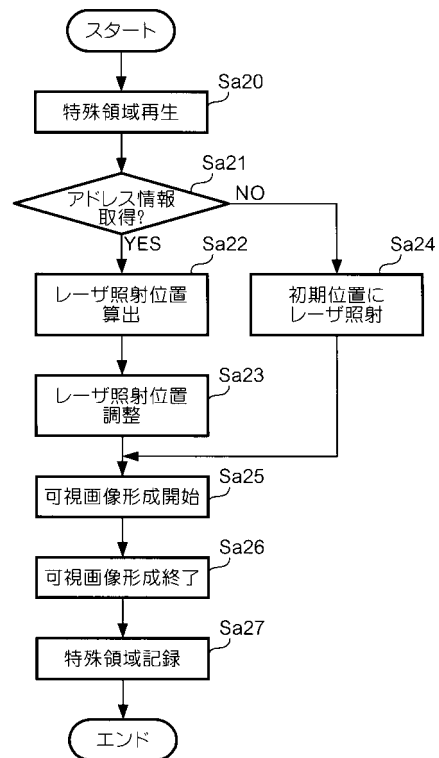 スタート
Sa20
特殊領域再生
Sa21
アドレス情報
取得?
NO
YES
Sa22
レーザ照射位置
算出
Sa24
初期位置に
レーザ照射
Sa23
レーザ照射位置
調整
Sa25
可視画像形成開始
Sa26
可視画像形成終了
Sa27
特殊領域記録
エンド